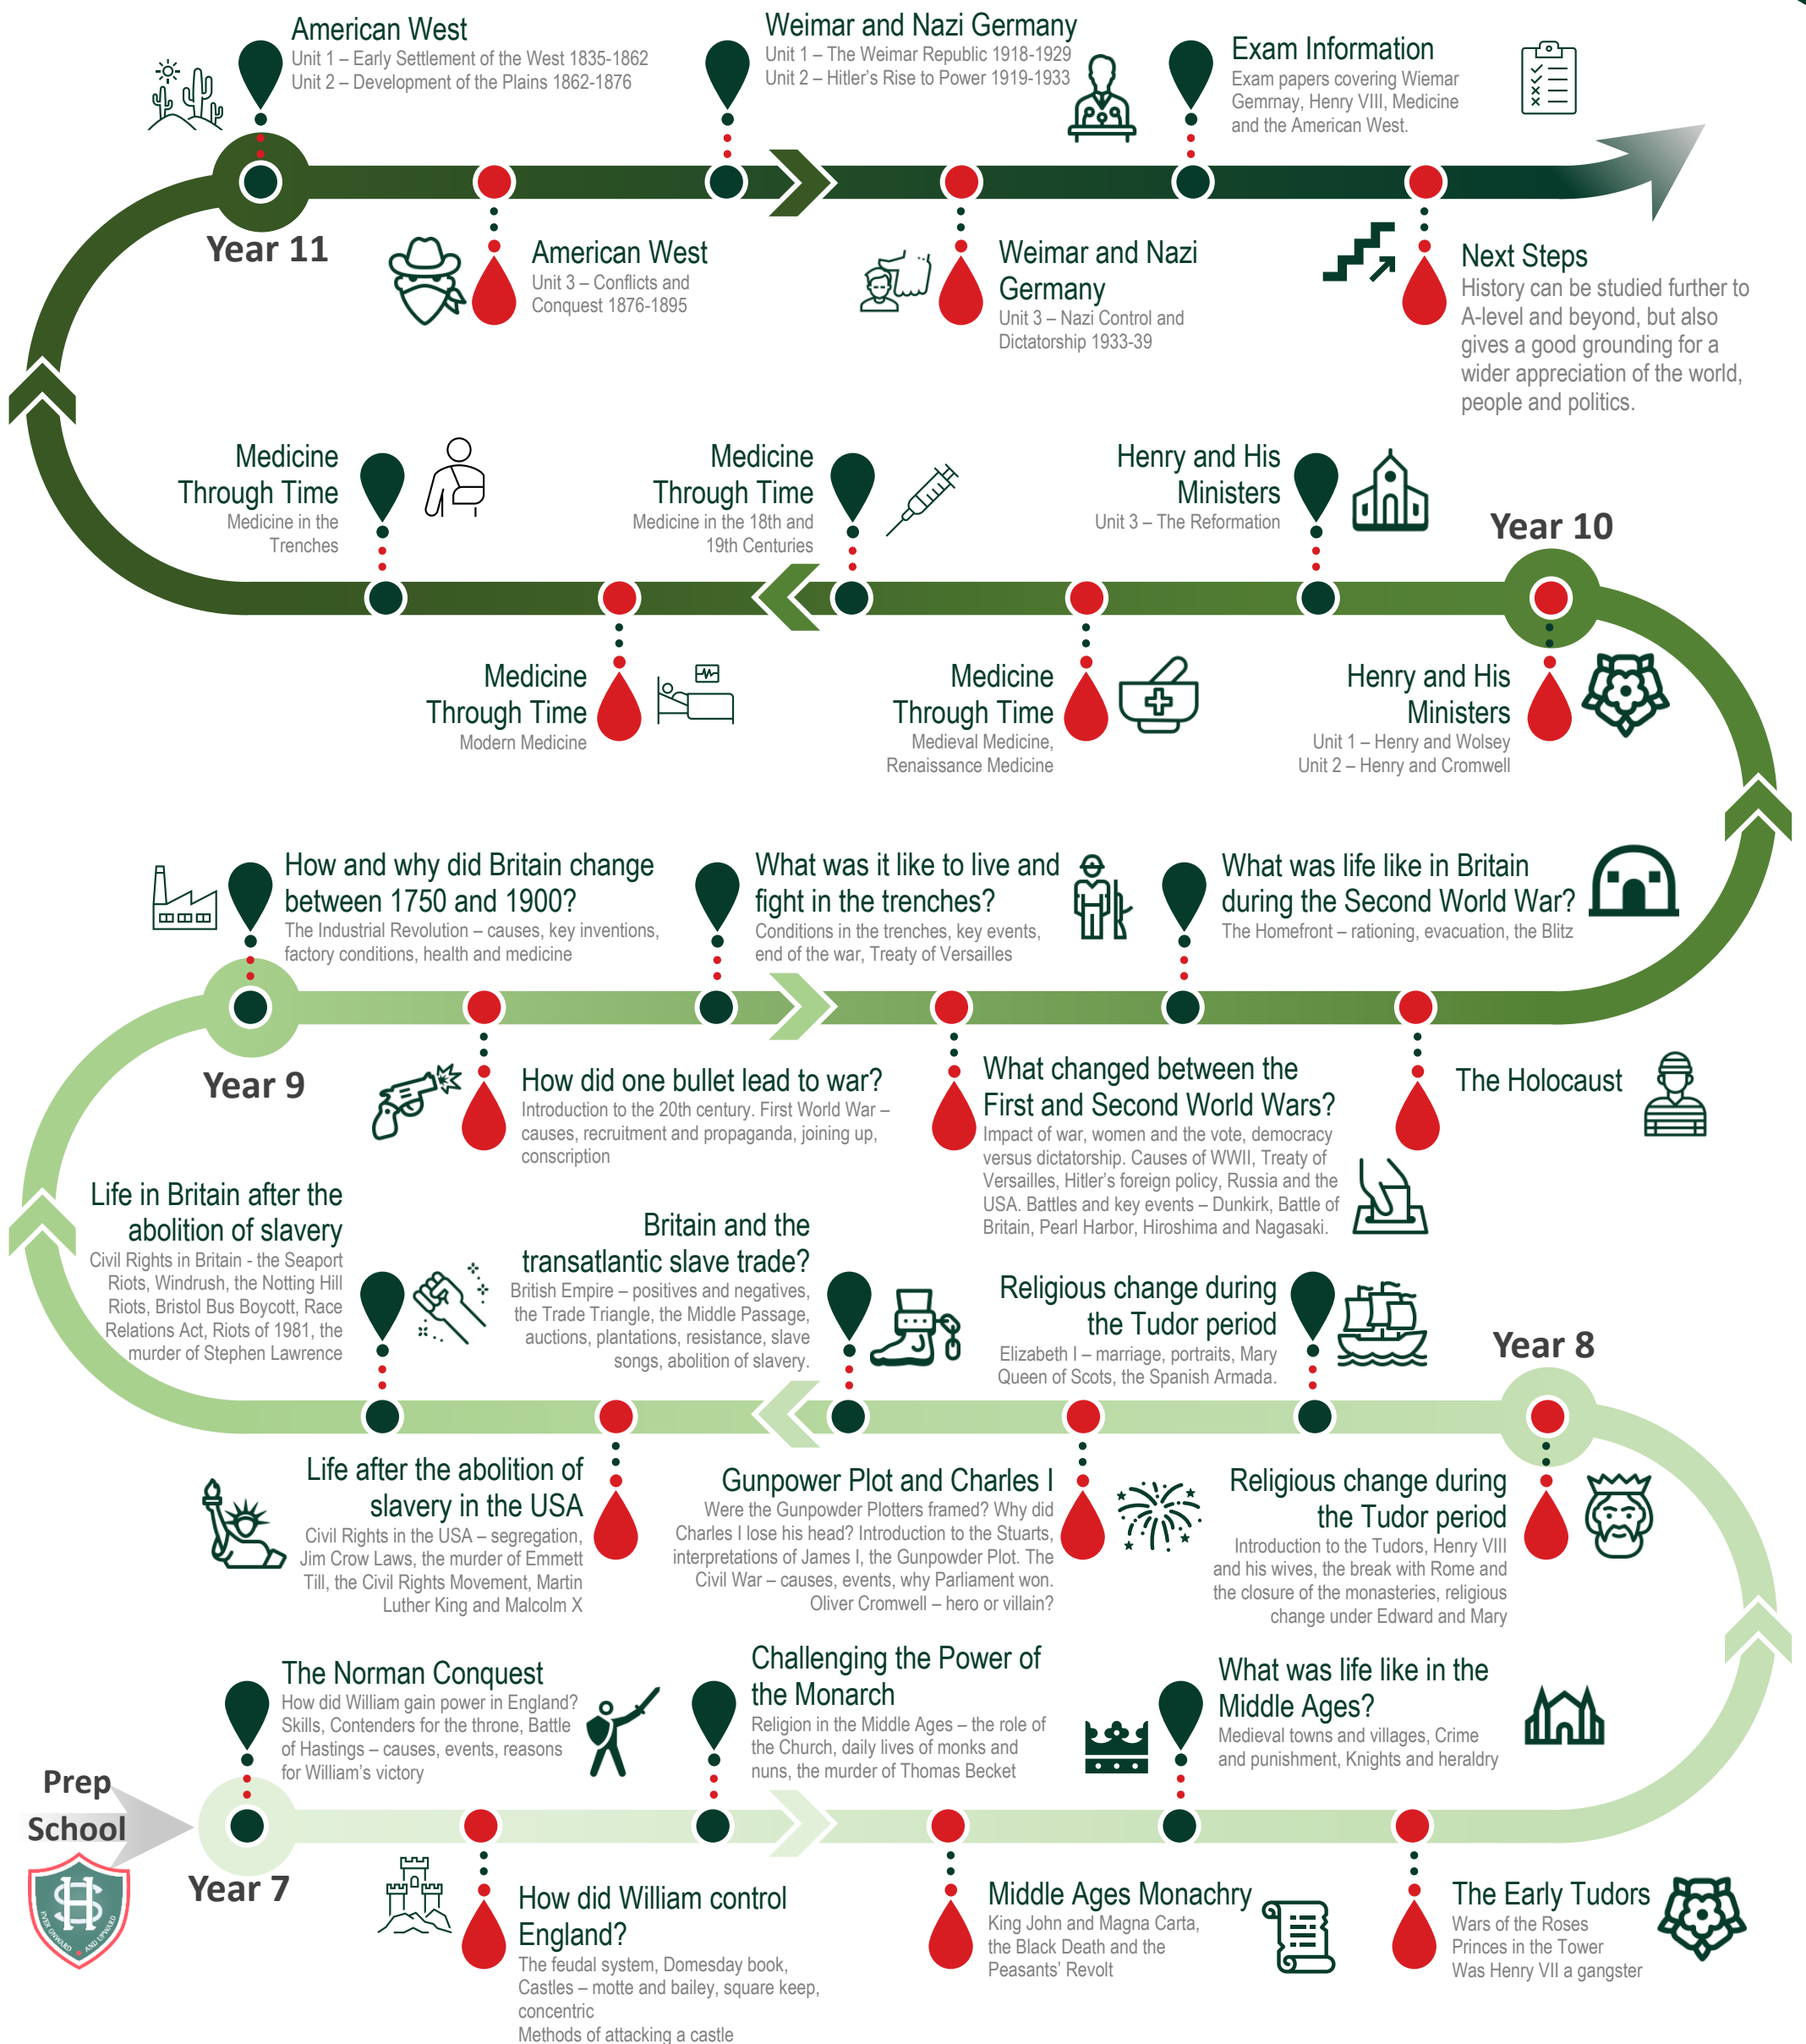 American West
Unit 1 – Early Settlement of the West 1835-1862
Unit 2 – Development of the Plains 1862-1876
Weimar and Nazi Germany
Unit 1 – The Weimar Republic 1918-1929
Unit 2 – Hitler's Rise to Power 1919-1933
Exam Information
Exam papers covering Wiemar
Gemrnay, Henry VIII, Medicine
and the American West.
Year 11
American West
Unit 3 – Conflicts and
Conquest 1876-1895
Weimar and Nazi
Germany
Unit 3 – Nazi Control and
Dictatorship 1933-39
Next Steps
History can be studied further to
A-level and beyond, but also
gives a good grounding for a
wider appreciation of the world,
people and politics.
Medicine
Through Time
Medicine in the
Trenches
Medicine
Through Time
Medicine in the 18th and
19th Centuries
Henry and His
Ministers
Unit 3 – The Reformation
Year 10
Medicine
Through Time
Modern Medicine
Medicine
Through Time
Medieval Medicine,
Renaissance Medicine
Henry and His
Ministers
Unit 1 – Henry and Wolsey
Unit 2 – Henry and Cromwell
How and why did Britain change
between 1750 and 1900?
The Industrial Revolution – causes, key inventions,
factory conditions, health and medicine
What was it like to live and
fight in the trenches?
Conditions in the trenches, key events,
end of the war, Treaty of Versailles
What was life like in Britain
during the Second World War?
The Homefront – rationing, evacuation, the Blitz
Year 9
How did one bullet lead to war?
Introduction to the 20th century. First World War –
causes, recruitment and propaganda, joining up,
conscription
What changed between the
First and Second World Wars?
Impact of war, women and the vote, democracy
versus dictatorship. Causes of WWII, Treaty of
Versailles, Hitler's foreign policy, Russia and the
USA. Battles and key events – Dunkirk, Battle of
Britain, Pearl Harbor, Hiroshima and Nagasaki.
The Holocaust
Life in Britain after the
abolition of slavery
Civil Rights in Britain - the Seaport
Riots, Windrush, the Notting Hill
Riots, Bristol Bus Boycott, Race
Relations Act, Riots of 1981, the
murder of Stephen Lawrence
Britain and the
transatlantic slave trade?
British Empire – positives and negatives,
the Trade Triangle, the Middle Passage,
auctions, plantations, resistance, slave
songs, abolition of slavery.
Religious change during
the Tudor period
Elizabeth I – marriage, portraits, Mary
Queen of Scots, the Spanish Armada.
Year 8
Life after the abolition of
slavery in the USA
Civil Rights in the USA – segregation,
Jim Crow Laws, the murder of Emmett
Till, the Civil Rights Movement, Martin
Luther King and Malcolm X
Gunpower Plot and Charles I
Were the Gunpowder Plotters framed? Why did
Charles I lose his head? Introduction to the Stuarts,
interpretations of James I, the Gunpowder Plot. The
Civil War – causes, events, why Parliament won.
Oliver Cromwell – hero or villain?
Religious change during
the Tudor period
Introduction to the Tudors, Henry VIII
and his wives, the break with Rome and
the closure of the monasteries, religious
change under Edward and Mary
The Norman Conquest
How did William gain power in England?
Skills, Contenders for the throne, Battle
of Hastings – causes, events, reasons
for William's victory
Challenging the Power of
the Monarch
Religion in the Middle Ages – the role of
the Church, daily lives of monks and
nuns, the murder of Thomas Becket
What was life like in the
Middle Ages?
Medieval towns and villages, Crime
and punishment, Knights and heraldry
Prep
School
HS
EVER ONWARD AND UPWARD
Year 7
How did William control
England?
The feudal system, Domesday book,
Castles – motte and bailey, square keep,
concentric
Methods of attacking a castle
Middle Ages Monachry
King John and Magna Carta,
the Black Death and the
Peasants' Revolt
The Early Tudors
Wars of the Roses
Princes in the Tower
Was Henry VII a gangster